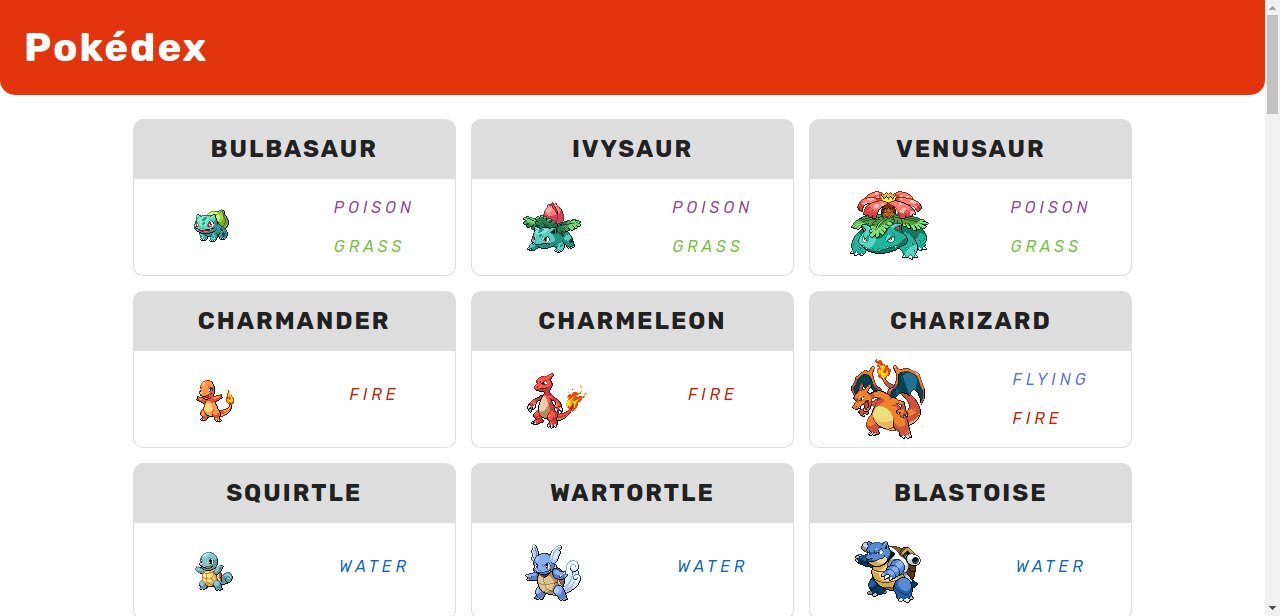 Pokédex
BULBASAUR
POISON
GRASS
IVYSAUR
POISON
GRASS
VENUSAUR
POISON
GRASS
CHARMANDER
FIRE
CHARMELEON
FIRE
CHARIZARD
FLYING
FIRE
SQUIRTLE
WATER
WARTORTLE
WATER
BLASTOISE
WATER